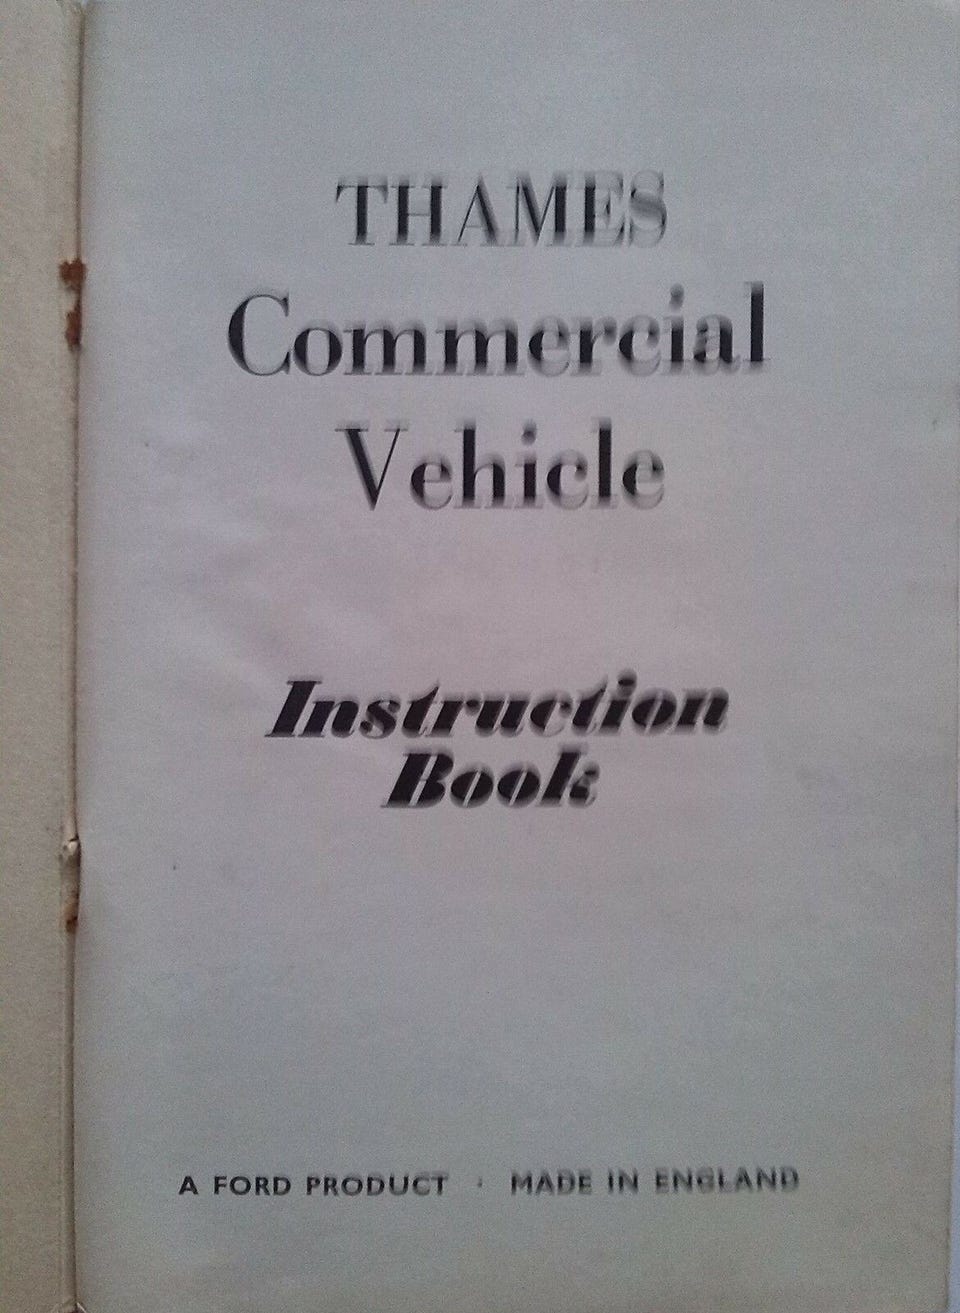 THAMES
Commercial
Vehicle
Instruction
Book
A FORD PRODUCT · MADE IN ENGLAND